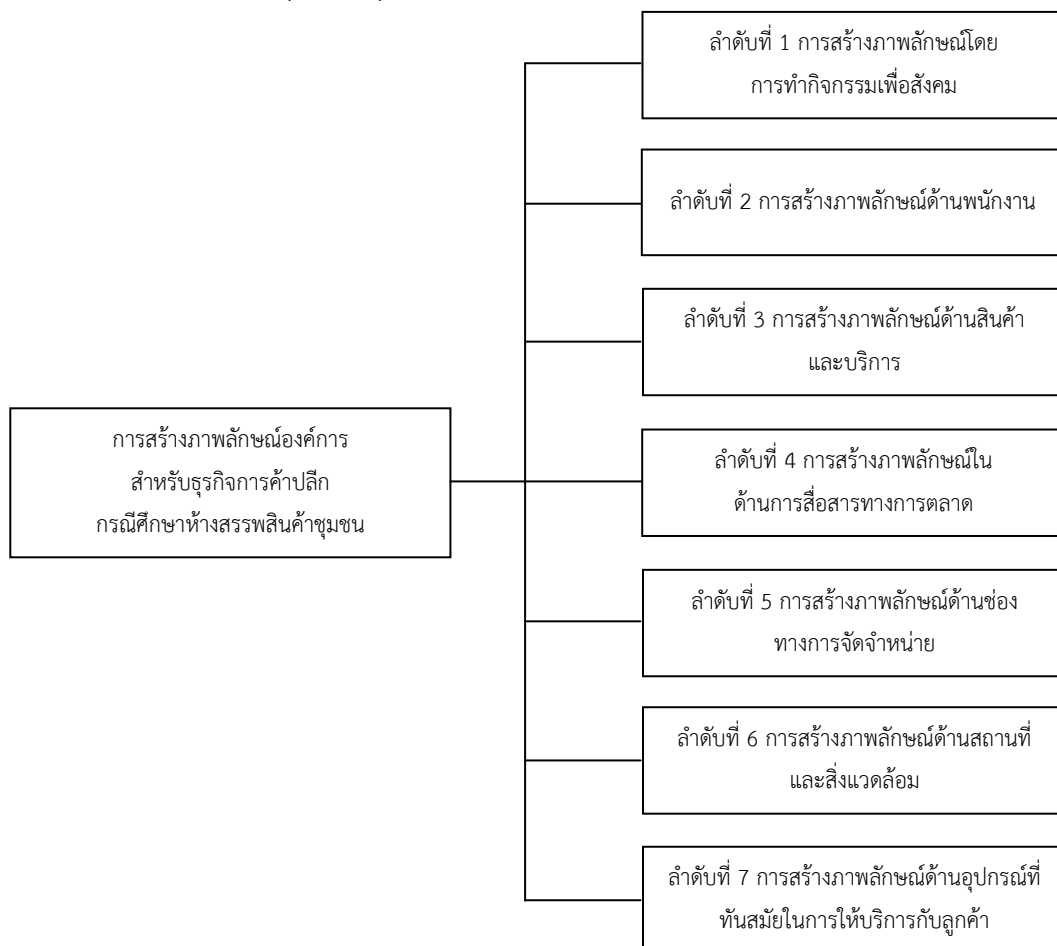 ลำดับที่ 1 การสร้างภาพลักษณ์โดย
การทำกิจกรรมเพื่อสังคม
ลำดับที่ 2 การสร้างภาพลักษณ์ด้านพนักงาน
ลำดับที่ 3 การสร้างภาพลักษณ์ด้านสินค้า
และบริการ
การสร้างภาพลักษณ์องค์การ
สำหรับธุรกิจการค้าปลีก
กรณีศึกษาห้างสรรพสินค้าชุมชน
ลำดับที่ 4 การสร้างภาพลักษณ์ใน
ด้านการสื่อสารทางการตลาด
ลำดับที่ 5 การสร้างภาพลักษณ์ด้านช่อง
ทางการจัดจำหน่าย
ลำดับที่ 6 การสร้างภาพลักษณ์ด้านสถานที่
และสิ่งแวดล้อม
ลำดับที่ 7 การสร้างภาพลักษณ์ด้านอุปกรณ์ที่
ทันสมัยในการให้บริการกับลูกค้า